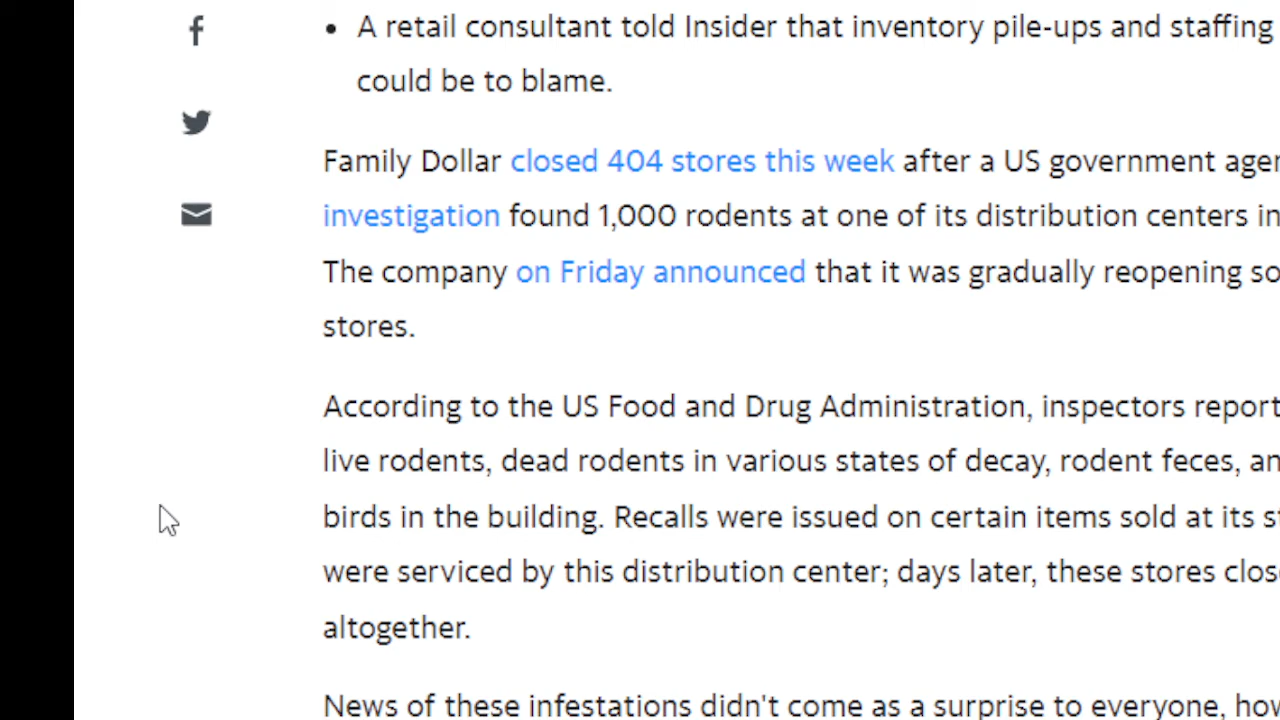 • A retail consultant told Insider that inventory pile-ups and staffing
could be to blame.
Family Dollar closed 404 stores this week after a US government
investigation found 1,000 rodents at one of its distribution centers in
The company on Friday announced that it was gradually reopening
stores.
According to the US Food and Drug Administration, inspectors
live rodents, dead rodents in various states of decay, rodent feces,
birds in the building. Recalls were issued on certain items sold at its
were serviced by this distribution center; days later, these stores
altogether.
News of these infestations didn't come as a surprise to everyone,